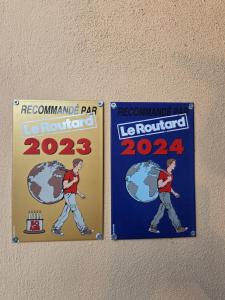 RECOMMANDÉ PAR
Le Routard
2023
RECOMMANDÉ PAR
Le Routard
2024